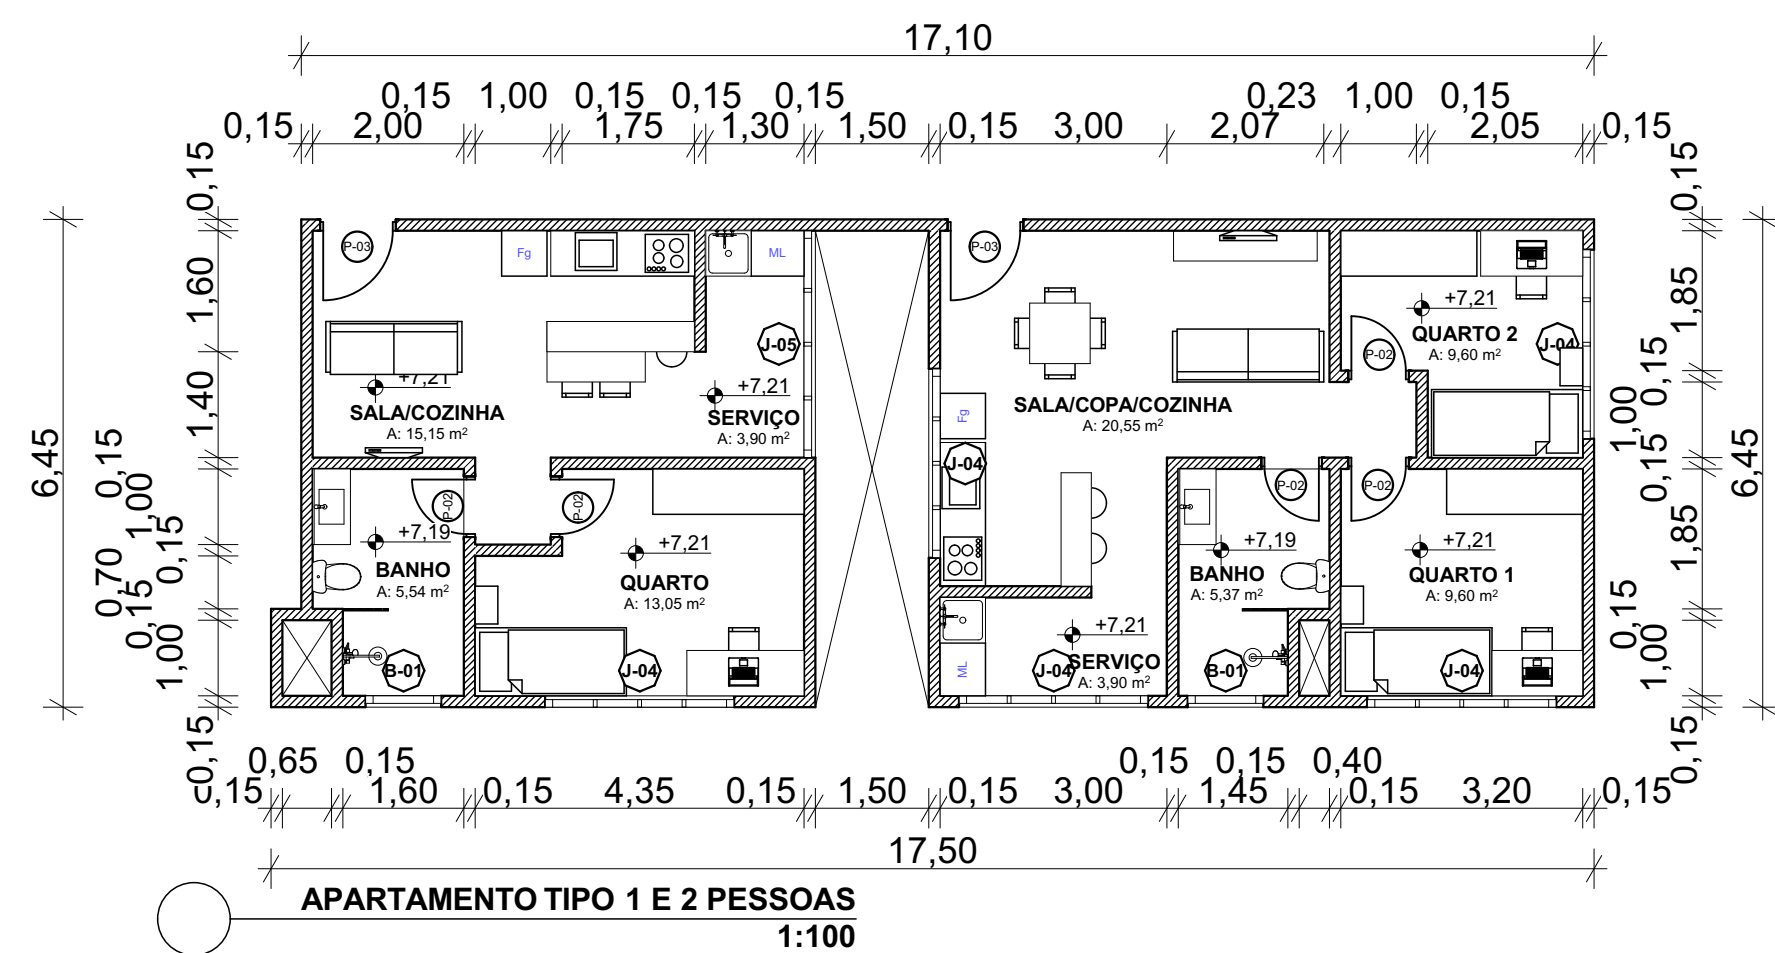 17,10
0,15 1,00 0,15 0,15 0,15 0,23 1,00 0,15
0,15 2,00 1,75 1,30 1,50 0,15 3,00 2,07 2,05 0,15
0,15
1,60
1,40
6,45
0,15
1,00
0,15
0,70
0,15
1,00
0,15
P-03
Fg
ML
J-05
+7,21
SALA/COZINHA
A: 15,15 m²
+7,21
SERVIÇO
A: 3,90 m²
P-02
P-02
+7,19
BANHO
A: 5,54 m²
+7,21
QUARTO
A: 13,05 m²
B-01
J-04
P-03
SALA/COPA/COZINHA
A: 20,55 m²
Fg
J-04
+7,21
QUARTO 2
A: 9,60 m²
J-04
P-02
P-02
P-02
+7,19
BANHO
A: 5,37 m²
+7,21
QUARTO 1
A: 9,60 m²
+7,21
SERVIÇO
A: 3,90 m²
ML
J-04
B-01
J-04
0,15
1,85
0,15
1,00
0,15
1,85
0,15
1,00
0,15
6,45
0,65 0,15 0,15 0,15 0,40
0,15 1,60 0,15 4,35 0,15 1,50 0,15 3,00 1,45 0,15 3,20 0,15
17,50
APARTAMENTO TIPO 1 E 2 PESSOAS
1:100